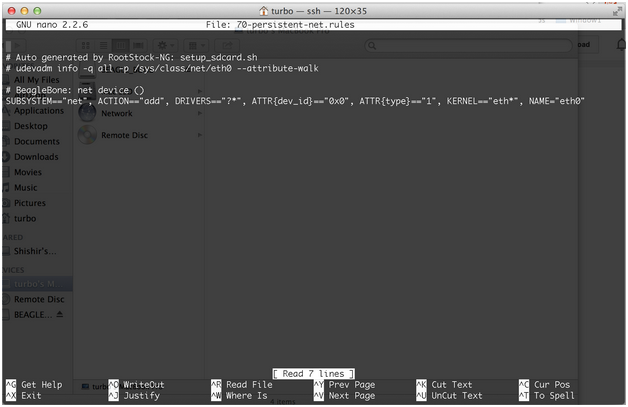 turbo — ssh — 120×35
GNU nano 2.2.6 File: 70-persistent-net.rules
# Auto generated by RootStock-NG: setup_sdcard.sh
# udevadm info -q all -p /sys/class/net/eth0 --attribute-walk
All My Files
# BeagleBone: net device ()
SUBSYSTEM=="net", ACTION=="add", DRIVERS=="?*", ATTR{dev_id}=="0x0", ATTR{type}=="1", KERNEL=="eth*", NAME="eth0"
Applications
Network
Desktop
Remote Disc
Documents
Downloads
Movies
Music
Pictures
turbo
ARED
Shishir's...
VICES
turbo's M...
Remote Disc
BEAGLE...
[ Read 7 lines ]
^G Get Help ^O WriteOut ^R Read File ^Y Prev Page ^K Cut Text ^C Cur Pos
^X Exit ^J Justify ^W Where Is ^V Next Page ^U UnCut Text ^T To Spell
4 items